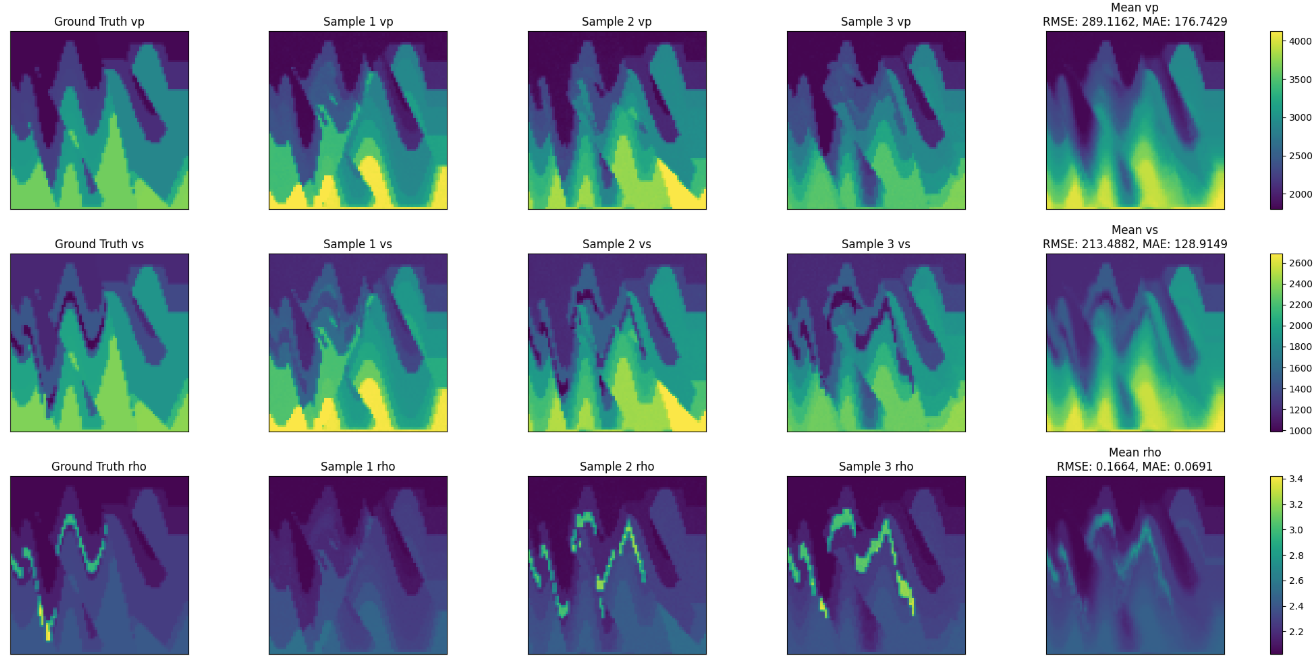 Ground Truth vp
Sample 1 vp
Sample 2 vp
Sample 3 vp
Mean vp
RMSE: 289.1162, MAE: 176.7429
4000
3500
3000
2500
2000
Ground Truth vs
Sample 1 vs
Sample 2 vs
Sample 3 vs
Mean vs
RMSE: 213.4882, MAE: 128.9149
2600
2400
2200
2000
1800
1600
1400
1200
1000
Ground Truth rho
Sample 1 rho
Sample 2 rho
Sample 3 rho
Mean rho
RMSE: 0.1664, MAE: 0.0691
3.4
3.2
3.0
2.8
2.6
2.4
2.2